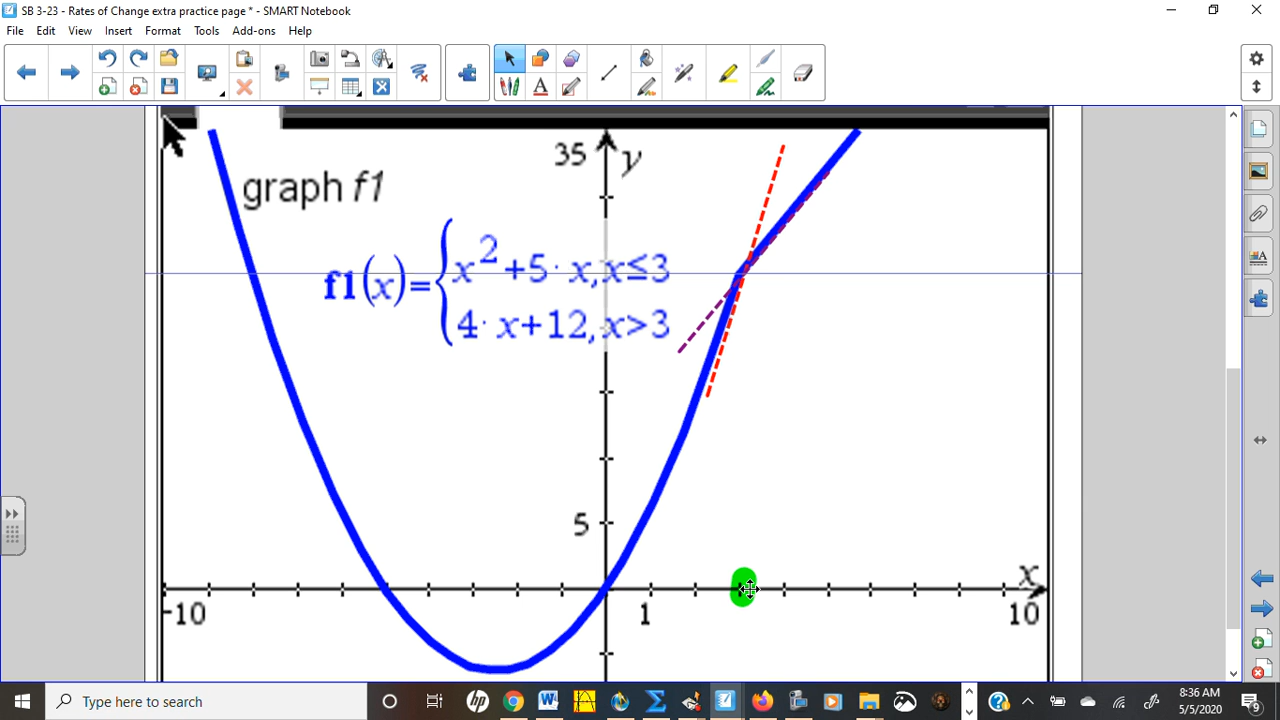 SB 3-23 - Rates of Change extra practice page * - SMART Notebook
File Edit View Insert Format Tools Add-ons Help
35 y
graph f1
f1(x)={x²+5·x,x≤3
4·x+12,x>3
5
x
-10 1 10
Type here to search
8:36 AM
5/5/2020
9